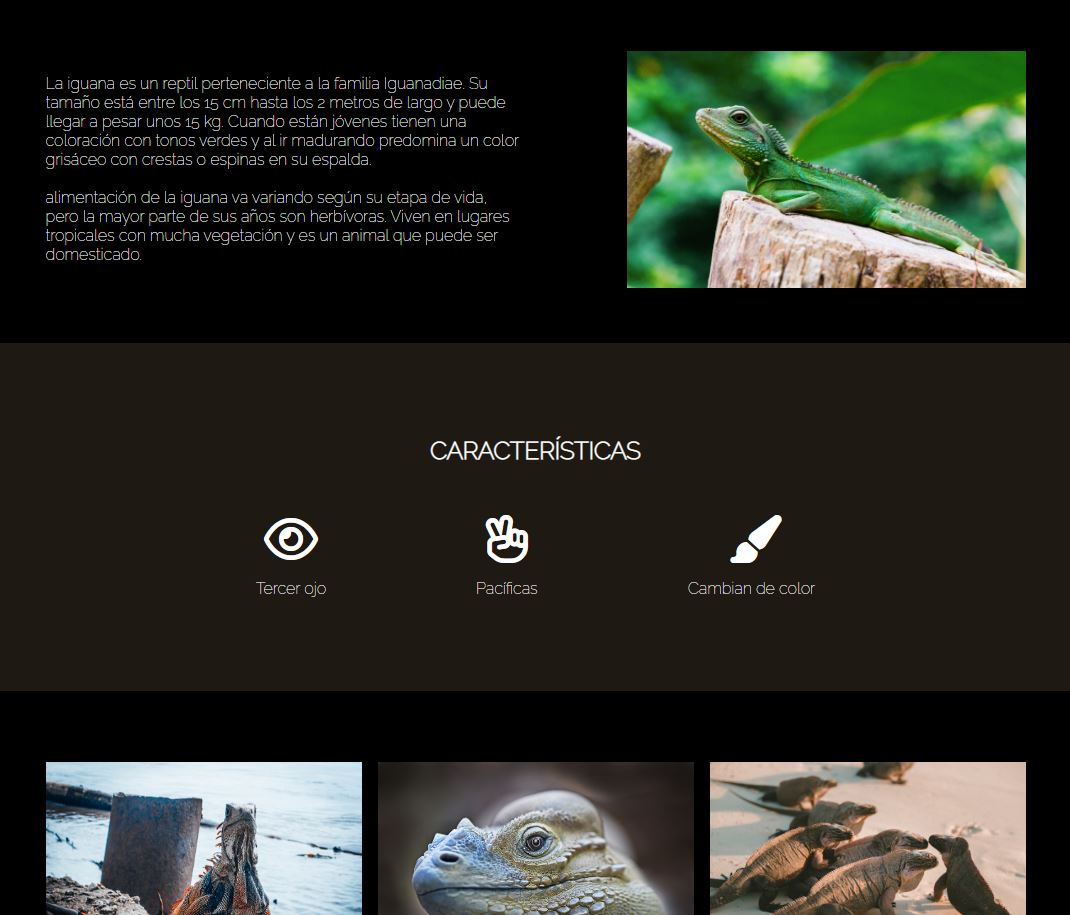 La iguana es un reptil perteneciente a la familia Iguanadiae. Su
tamaño está entre los 15 cm hasta los 2 metros de largo y puede
llegar a pesar unos 15 kg. Cuando están jóvenes tienen una
coloración con tonos verdes y al ir madurando predomina un color
grisáceo con crestas o espinas en su espalda.
alimentación de la iguana va variando según su etapa de vida,
pero la mayor parte de sus años son herbívoras. Viven en lugares
tropicales con mucha vegetación y es un animal que puede ser
domesticado.
CARACTERÍSTICAS
Tercer ojo
Pacíficas
Cambian de color